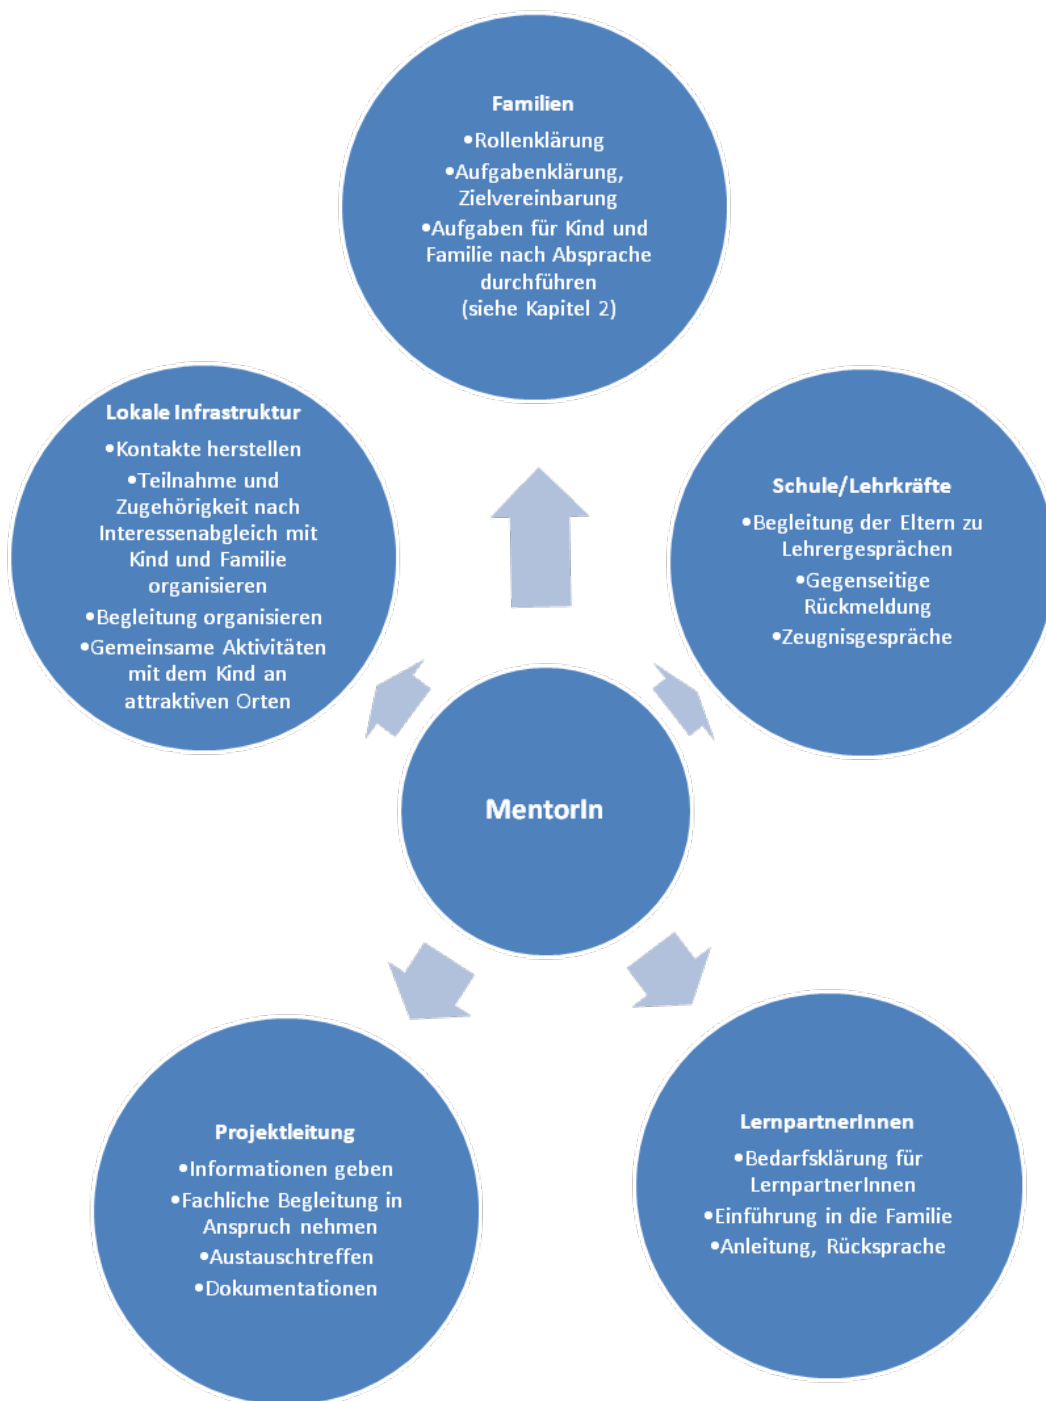 Familien
•Rollenklärung
•Aufgabenklärung,
Zielvereinbarung
•Aufgaben für Kind und
Familie nach Absprache
durchführen
(siehe Kapitel 2)
Lokale Infrastruktur
•Kontakte herstellen
•Teilnahme und
Zugehörigkeit nach
Interessenabgleich mit
Kind und Familie
organisieren
•Begleitung organisieren
•Gemeinsame Aktivitäten
mit dem Kind an
attraktiven Orten
Schule/Lehrkräfte
•Begleitung der Eltern zu
Lehrergesprächen
•Gegenseitige
Rückmeldung
•Zeugnisgespräche
MentorIn
Projektleitung
•Informationen geben
•Fachliche Begleitung in
Anspruch nehmen
•Austauschtreffen
•Dokumentationen
LernpartnerInnen
•Bedarfsklärung für
LernpartnerInnen
•Einführung in die Familie
•Anleitung, Rücksprache